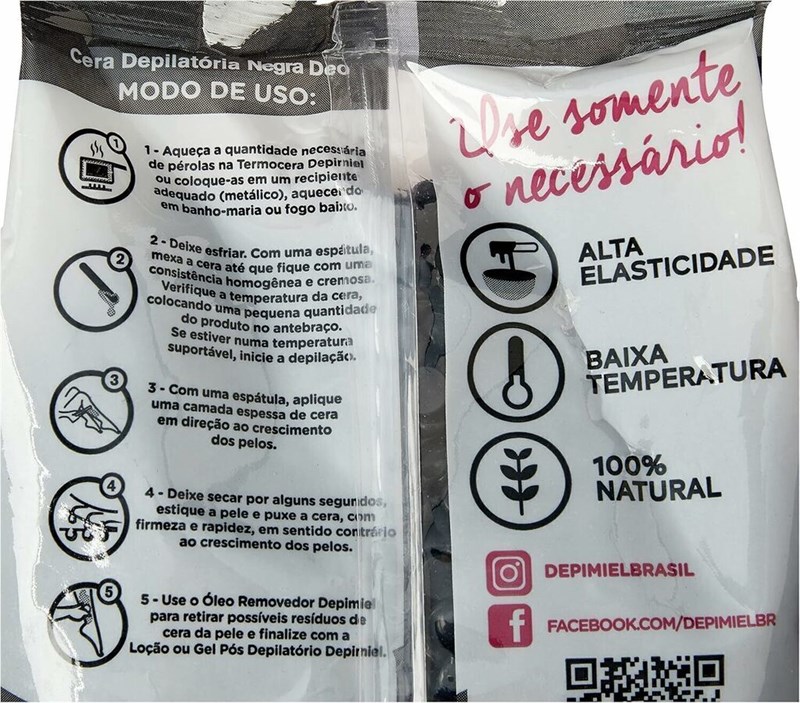 Cera Depilatória Negra Deo
MODO DE USO:
1
1 - Aqueça a quantidade necessária
de pérolas na Termocera Depimiel
ou coloque-as em um recipiente
adequado (metálico), aquecendo
em banho-maria ou fogo baixo.
2
2 - Deixe esfriar. Com uma espátula,
mexa a cera até que fique com uma
consistência homogênea e cremosa.
Verifique a temperatura da cera,
colocando uma pequena quantidade
do produto no antebraço.
Se estiver numa temperatura
suportável, inicie a depilação.
3
3 - Com uma espátula, aplique
uma camada espessa de cera
em direção ao crescimento
dos pelos.
4
4 - Deixe secar por alguns segundos,
estique a pele e puxe a cera, com
firmeza e rapidez, em sentido contrário
ao crescimento dos pelos.
5
5 - Use o Óleo Removedor Depimiel
para retirar possíveis resíduos de
cera da pele e finalize com a
Loção ou Gel Pós Depilatório Depimiel.
Use somente
o necessário!
ALTA
ELASTICIDADE
BAIXA
TEMPERATURA
100%
NATURAL
DEPIMIELBRASIL
f
FACEBOOK.COM/DEPIMIELBR